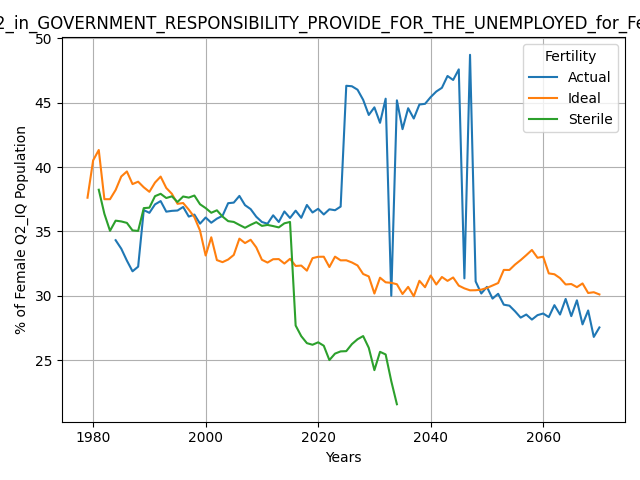 2_in_GOVERNMENT_RESPONSIBILITY_PROVIDE_FOR_THE_UNEMPLOYED_for_Fe
50
45
40
35
30
25
% of Female Q2_IQ Population
Fertility
Actual
Ideal
Sterile
1980 2000 2020 2040 2060
Years